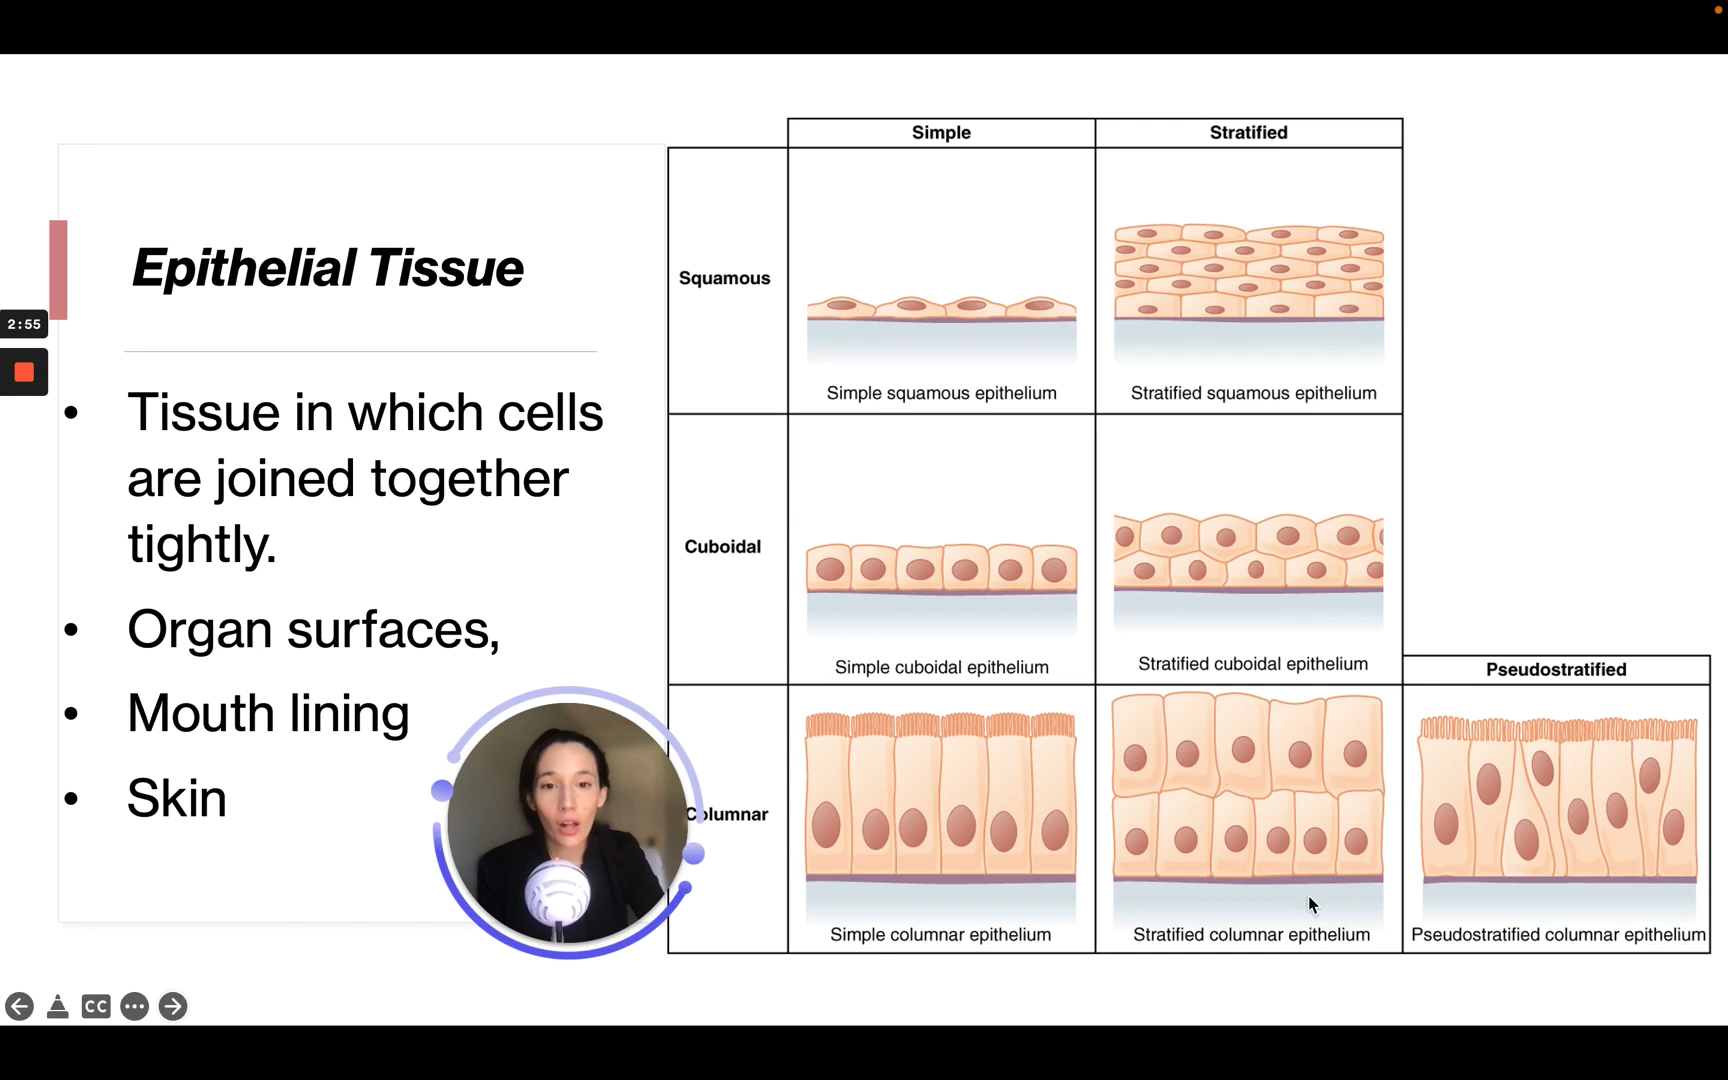 Epithelial Tissue
2:55
• Tissue in which cells
are joined together
tightly.
• Organ surfaces,
• Mouth lining
• Skin
Simple
Stratified
Squamous
Simple squamous epithelium
Stratified squamous epithelium
Cuboidal
Simple cuboidal epithelium
Stratified cuboidal epithelium
Pseudostratified
Columnar
Simple columnar epithelium
Stratified columnar epithelium
Pseudostratified columnar epithelium
CC